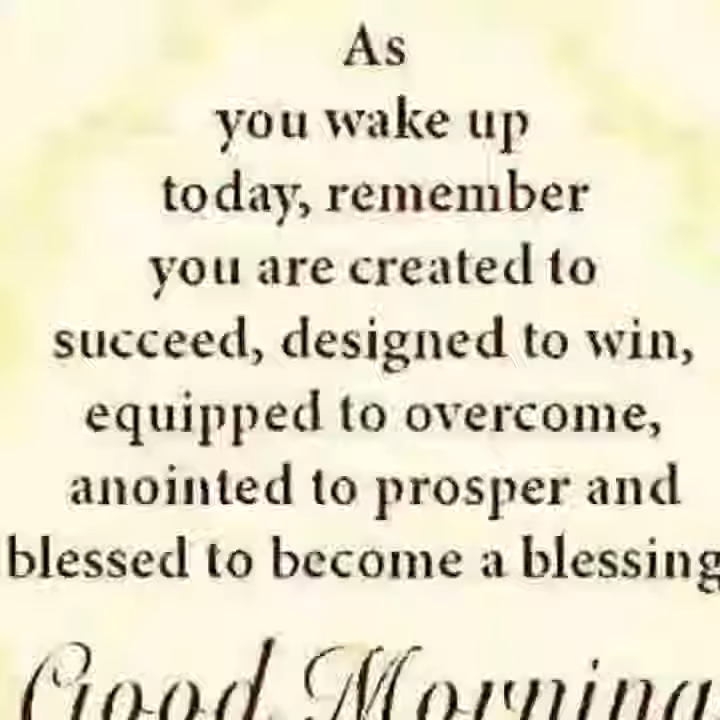 As
you wake up
today, remember
you are created to
succeed, designed to win,
equipped to overcome,
anointed to prosper and
blessed to become a blessing
Good Morning